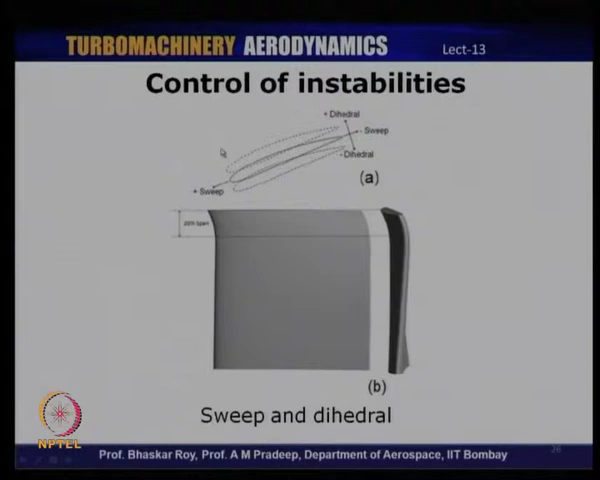 TURBOMACHINERY AERODYNAMICS
Lect-13
Control of instabilities
+ Dihedral
- Sweep
- Dihedral
+ Sweep
(a)
20% Span
(b)
Sweep and dihedral
NPTEL
Prof. Bhaskar Roy, Prof. A M Pradeep, Department of Aerospace, IIT Bombay
26